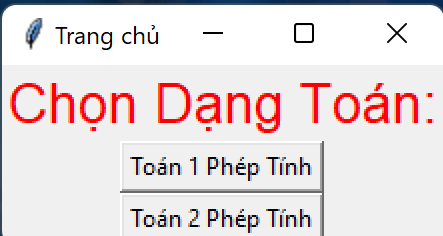 Trang chủ
Chọn Dạng Toán:
Toán 1 Phép Tính
Toán 2 Phép Tính